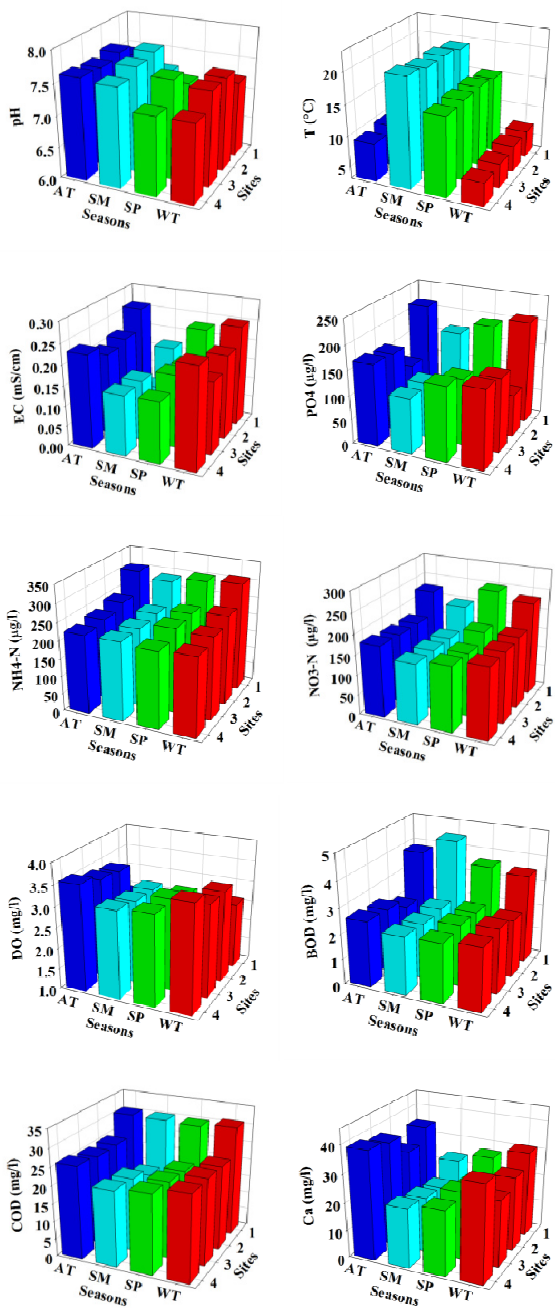 8.0
7.5
7.0
6.5
6.0
pH
AT
SM
SP
WT
Seasons
1
2
3
4
Sites
20
15
10
5
T (°C)
AT
SM
SP
WT
Seasons
1
2
3
4
Sites
0.30
0.25
0.20
0.15
0.10
0.05
0.00
EC (mS/cm)
AT
SM
SP
WT
Seasons
1
2
3
4
Sites
250
200
150
100
50
0
PO4 (µg/l)
AT
SM
SP
WT
Seasons
1
2
3
4
Sites
350
300
250
200
150
100
50
0
NH4-N (µg/l)
AT
SM
SP
WT
Seasons
1
2
3
4
Sites
300
250
200
150
100
50
0
NO3-N (µg/l)
AT
SM
SP
WT
Seasons
1
2
3
4
Sites
4.0
3.5
3.0
2.5
2.0
1.5
1.0
DO (mg/l)
AT
SM
SP
WT
Seasons
1
2
3
4
Sites
5
4
3
2
1
0
BOD (mg/l)
AT
SM
SP
WT
Seasons
1
2
3
4
Sites
35
30
25
20
15
10
5
0
COD (mg/l)
AT
SM
SP
WT
Seasons
1
2
3
4
Sites
40
30
20
10
0
Ca (mg/l)
AT
SM
SP
WT
Seasons
1
2
3
4
Sites